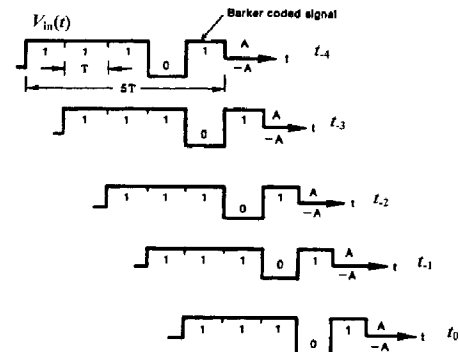 V_in(t)
Barker coded signal
1 1 1 0 1 A -A t t_-4
T
5T
1 1 1 0 1 A -A t t_-3
1 1 1 0 1 A -A t t_-2
1 1 1 0 1 A -A t t_-1
1 1 1 0 1 A -A t t_0